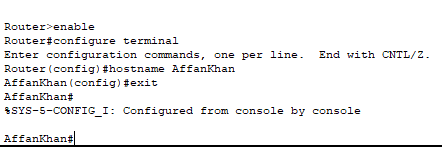 Router>enable
Router#configure terminal
Enter configuration commands, one per line.  End with CNTL/Z.
Router(config)#hostname AffanKhan
AffanKhan(config)#exit
AffanKhan#
%SYS-5-CONFIG_I: Configured from console by console
AffanKhan#